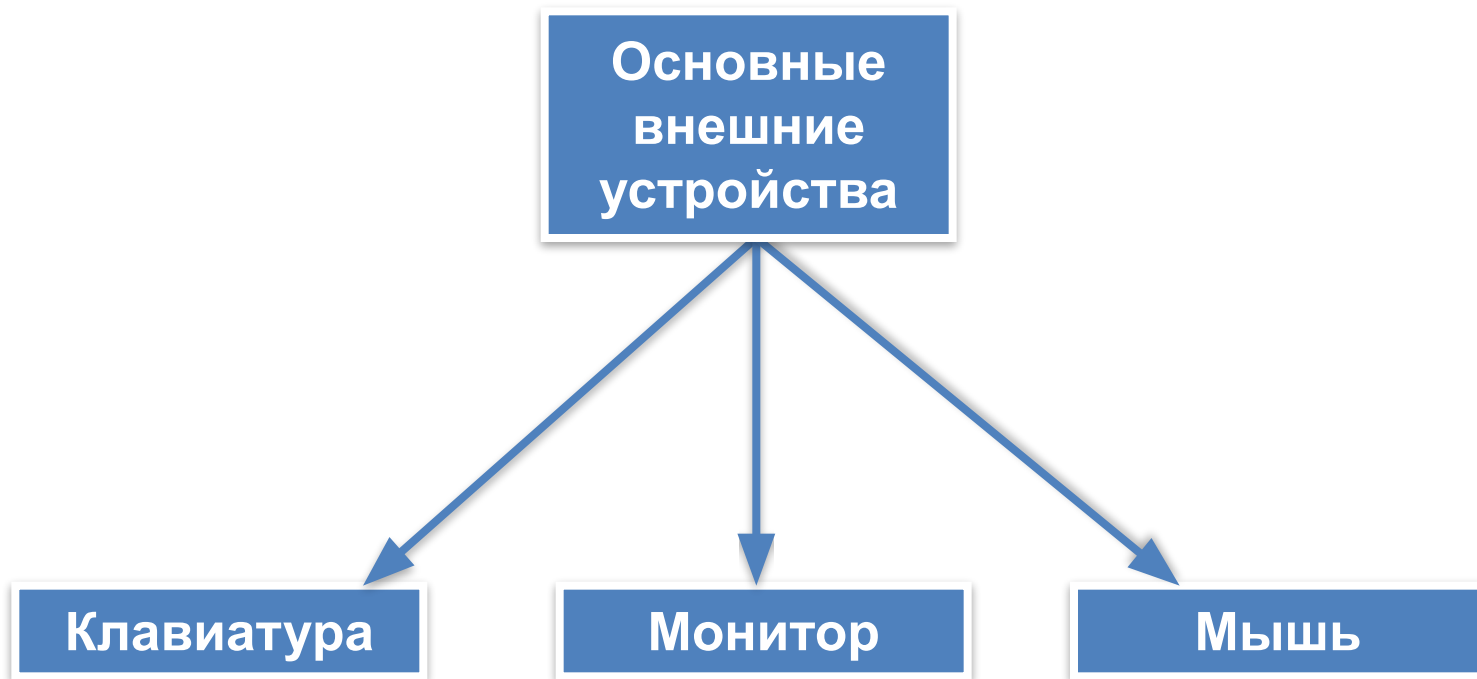 Основные
внешние
устройства
Клавиатура
Монитор
Мышь